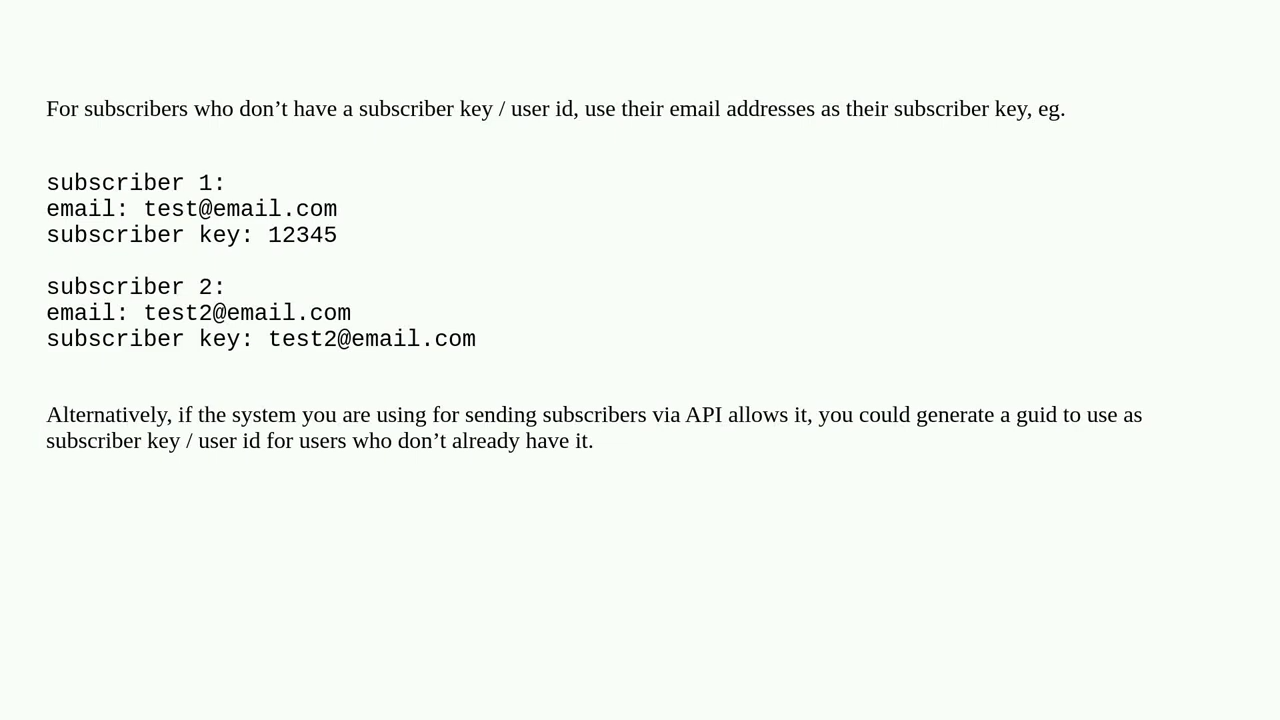 For subscribers who don’t have a subscriber key / user id, use their email addresses as their subscriber key, eg.
subscriber 1:
email: test@email.com
subscriber key: 12345
subscriber 2:
email: test2@email.com
subscriber key: test2@email.com
Alternatively, if the system you are using for sending subscribers via API allows it, you could generate a guid to use as
subscriber key / user id for users who don’t already have it.